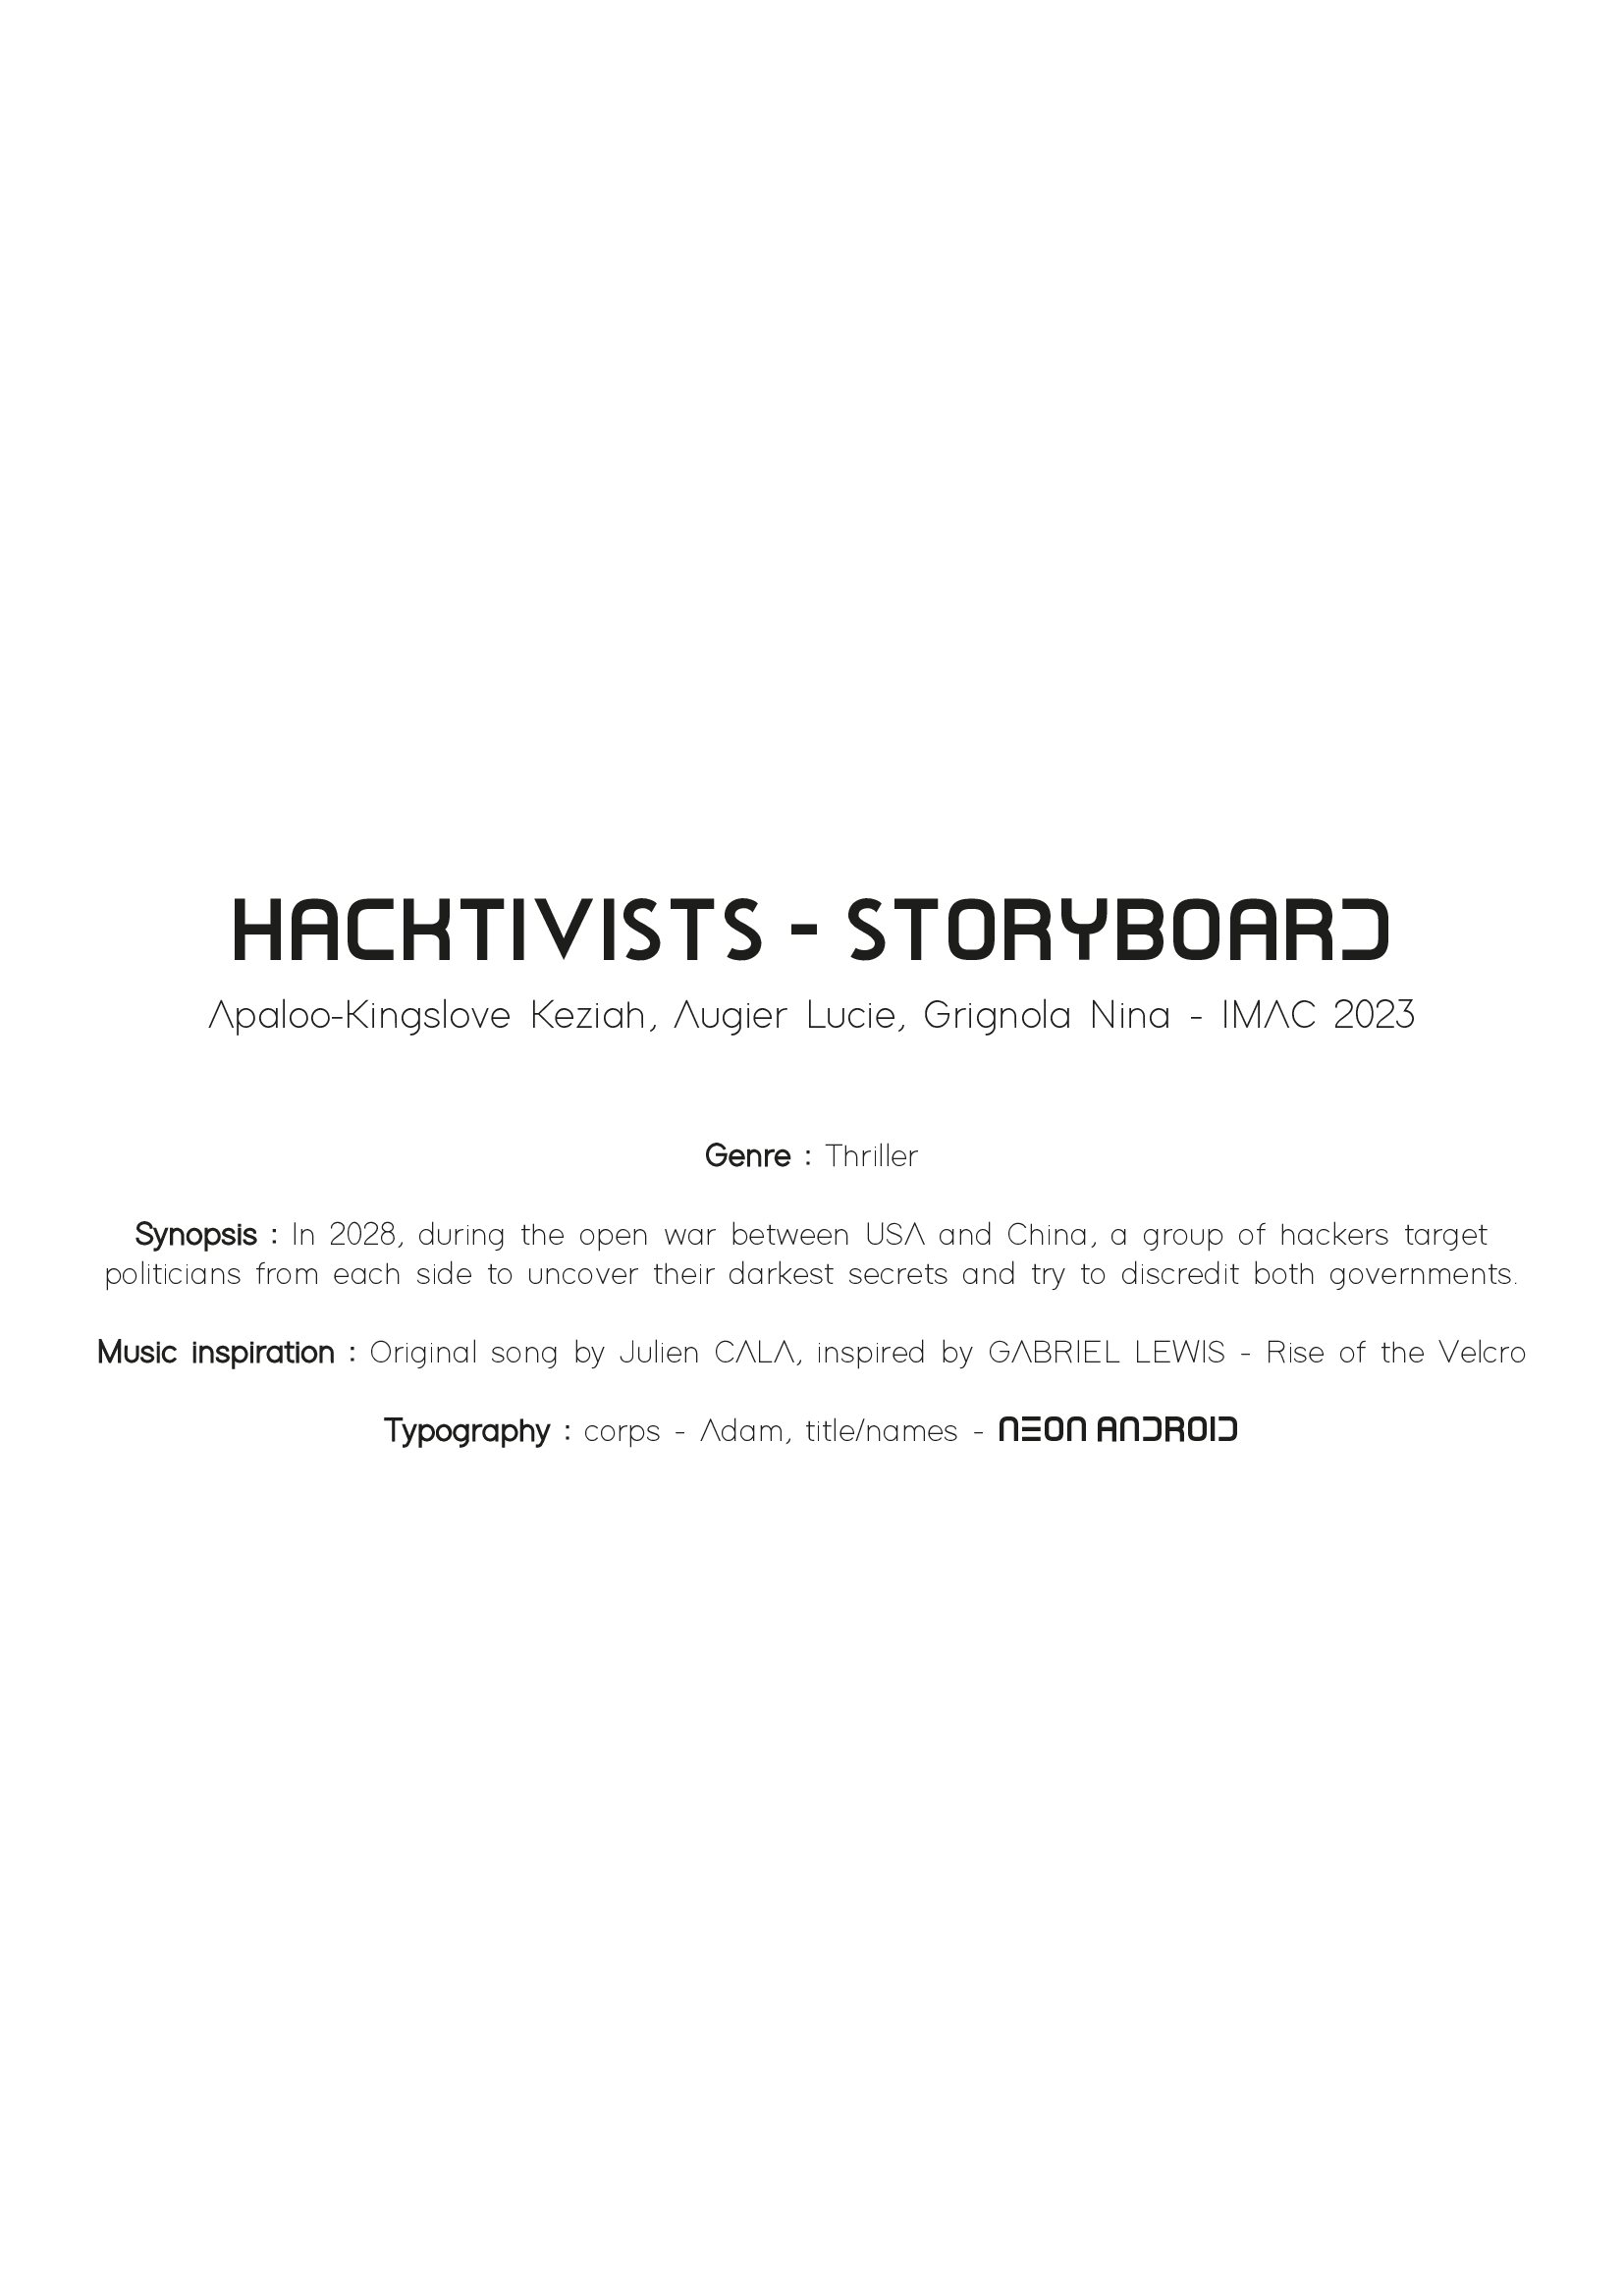 HACKTIVISTS - STORYBOARD
Apaloo-Kingslove Keziah, Augier Lucie, Grignola Nina - IMAC 2023
Genre : Thriller
Synopsis : In 2028, during the open war between USA and China, a group of hackers target
politicians from each side to uncover their darkest secrets and try to discredit both governments.
Music inspiration : Original song by Julien CALA, inspired by GABRIEL LEWIS - Rise of the Velcro
Typography : corps - Adam, title/names - NEON ANDROID